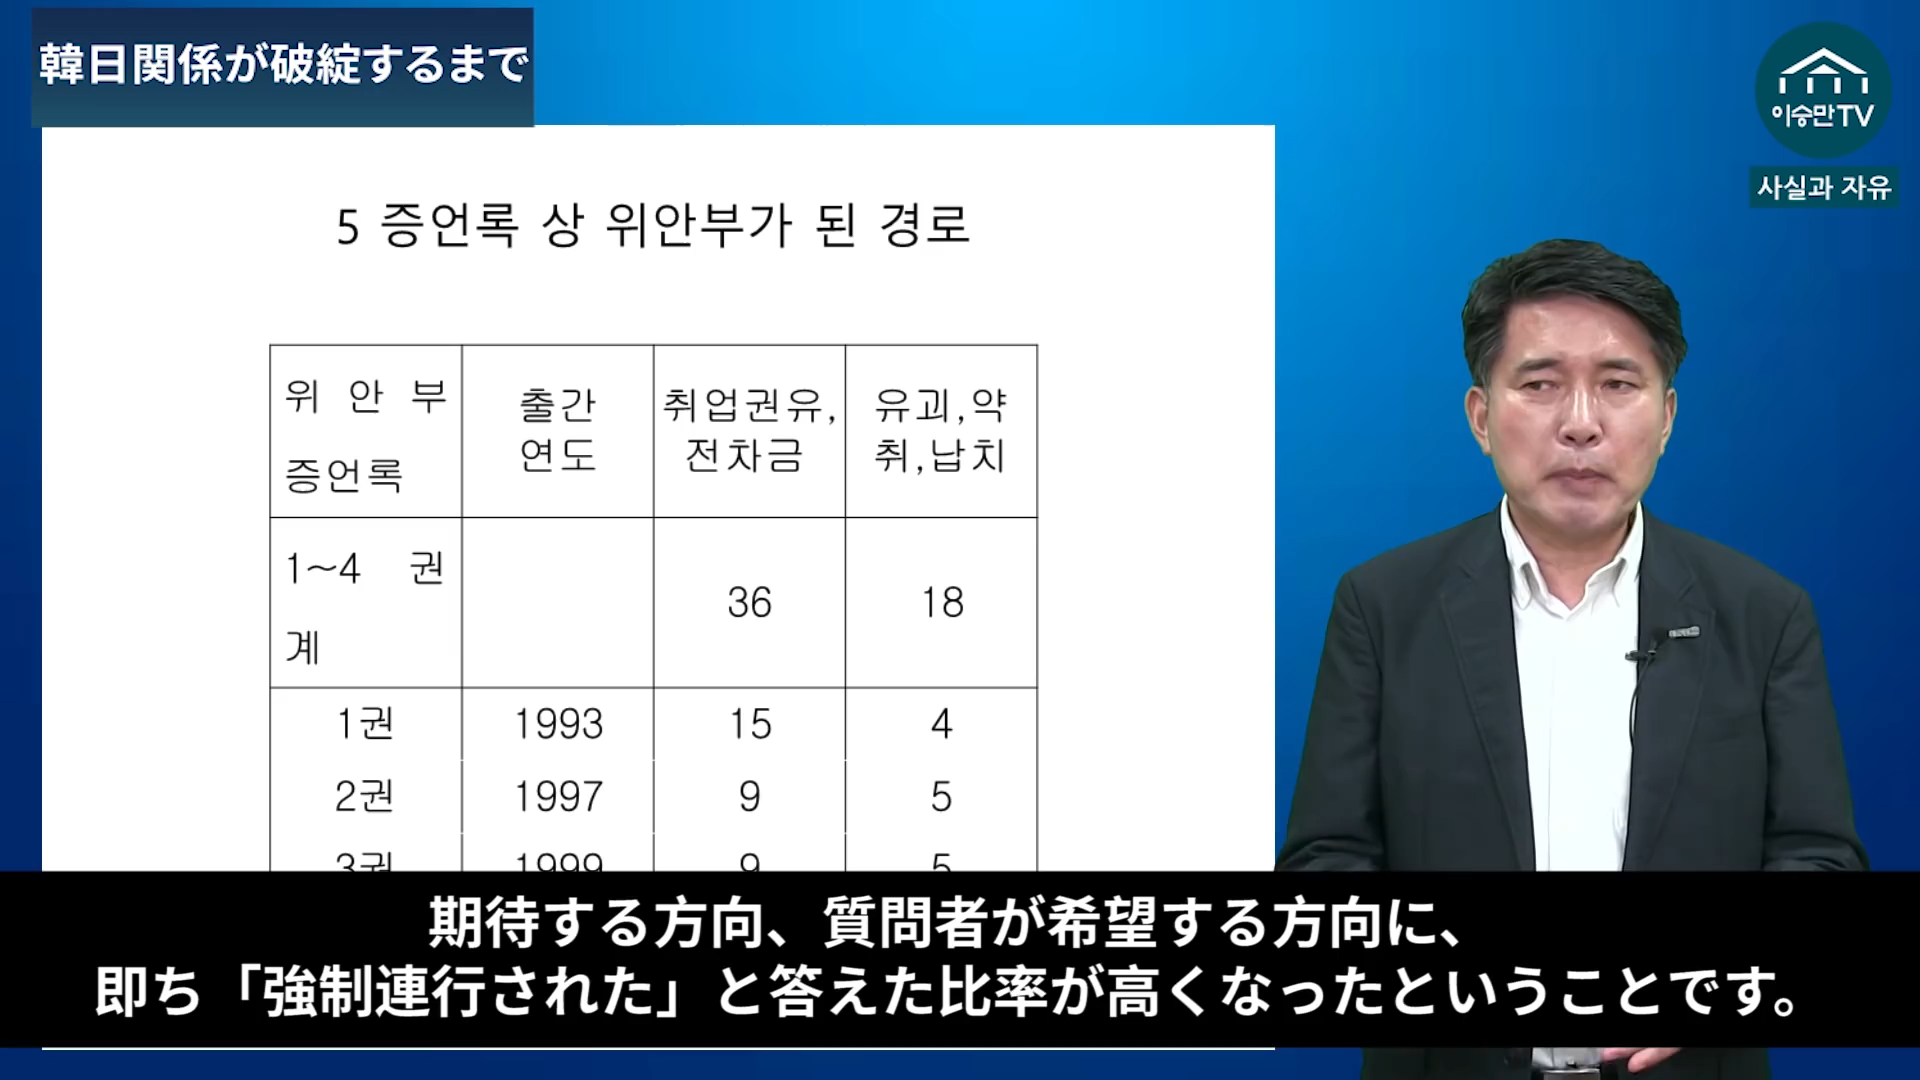 韓日関係が破綻するまで
이승만TV
사실과 자유
5 증언록 상 위안부가 된 경로
위 안 부
증언록
출간
연도
취업권유,
전차금
유괴,약
취,납치
1~4 권
계
36
18
1권 1993 15 4
2권 1997 9 5
3권 1999 9 5
期待する方向、質問者が希望する方向に、
即ち「強制連行された」と答えた比率が高くなったということです。